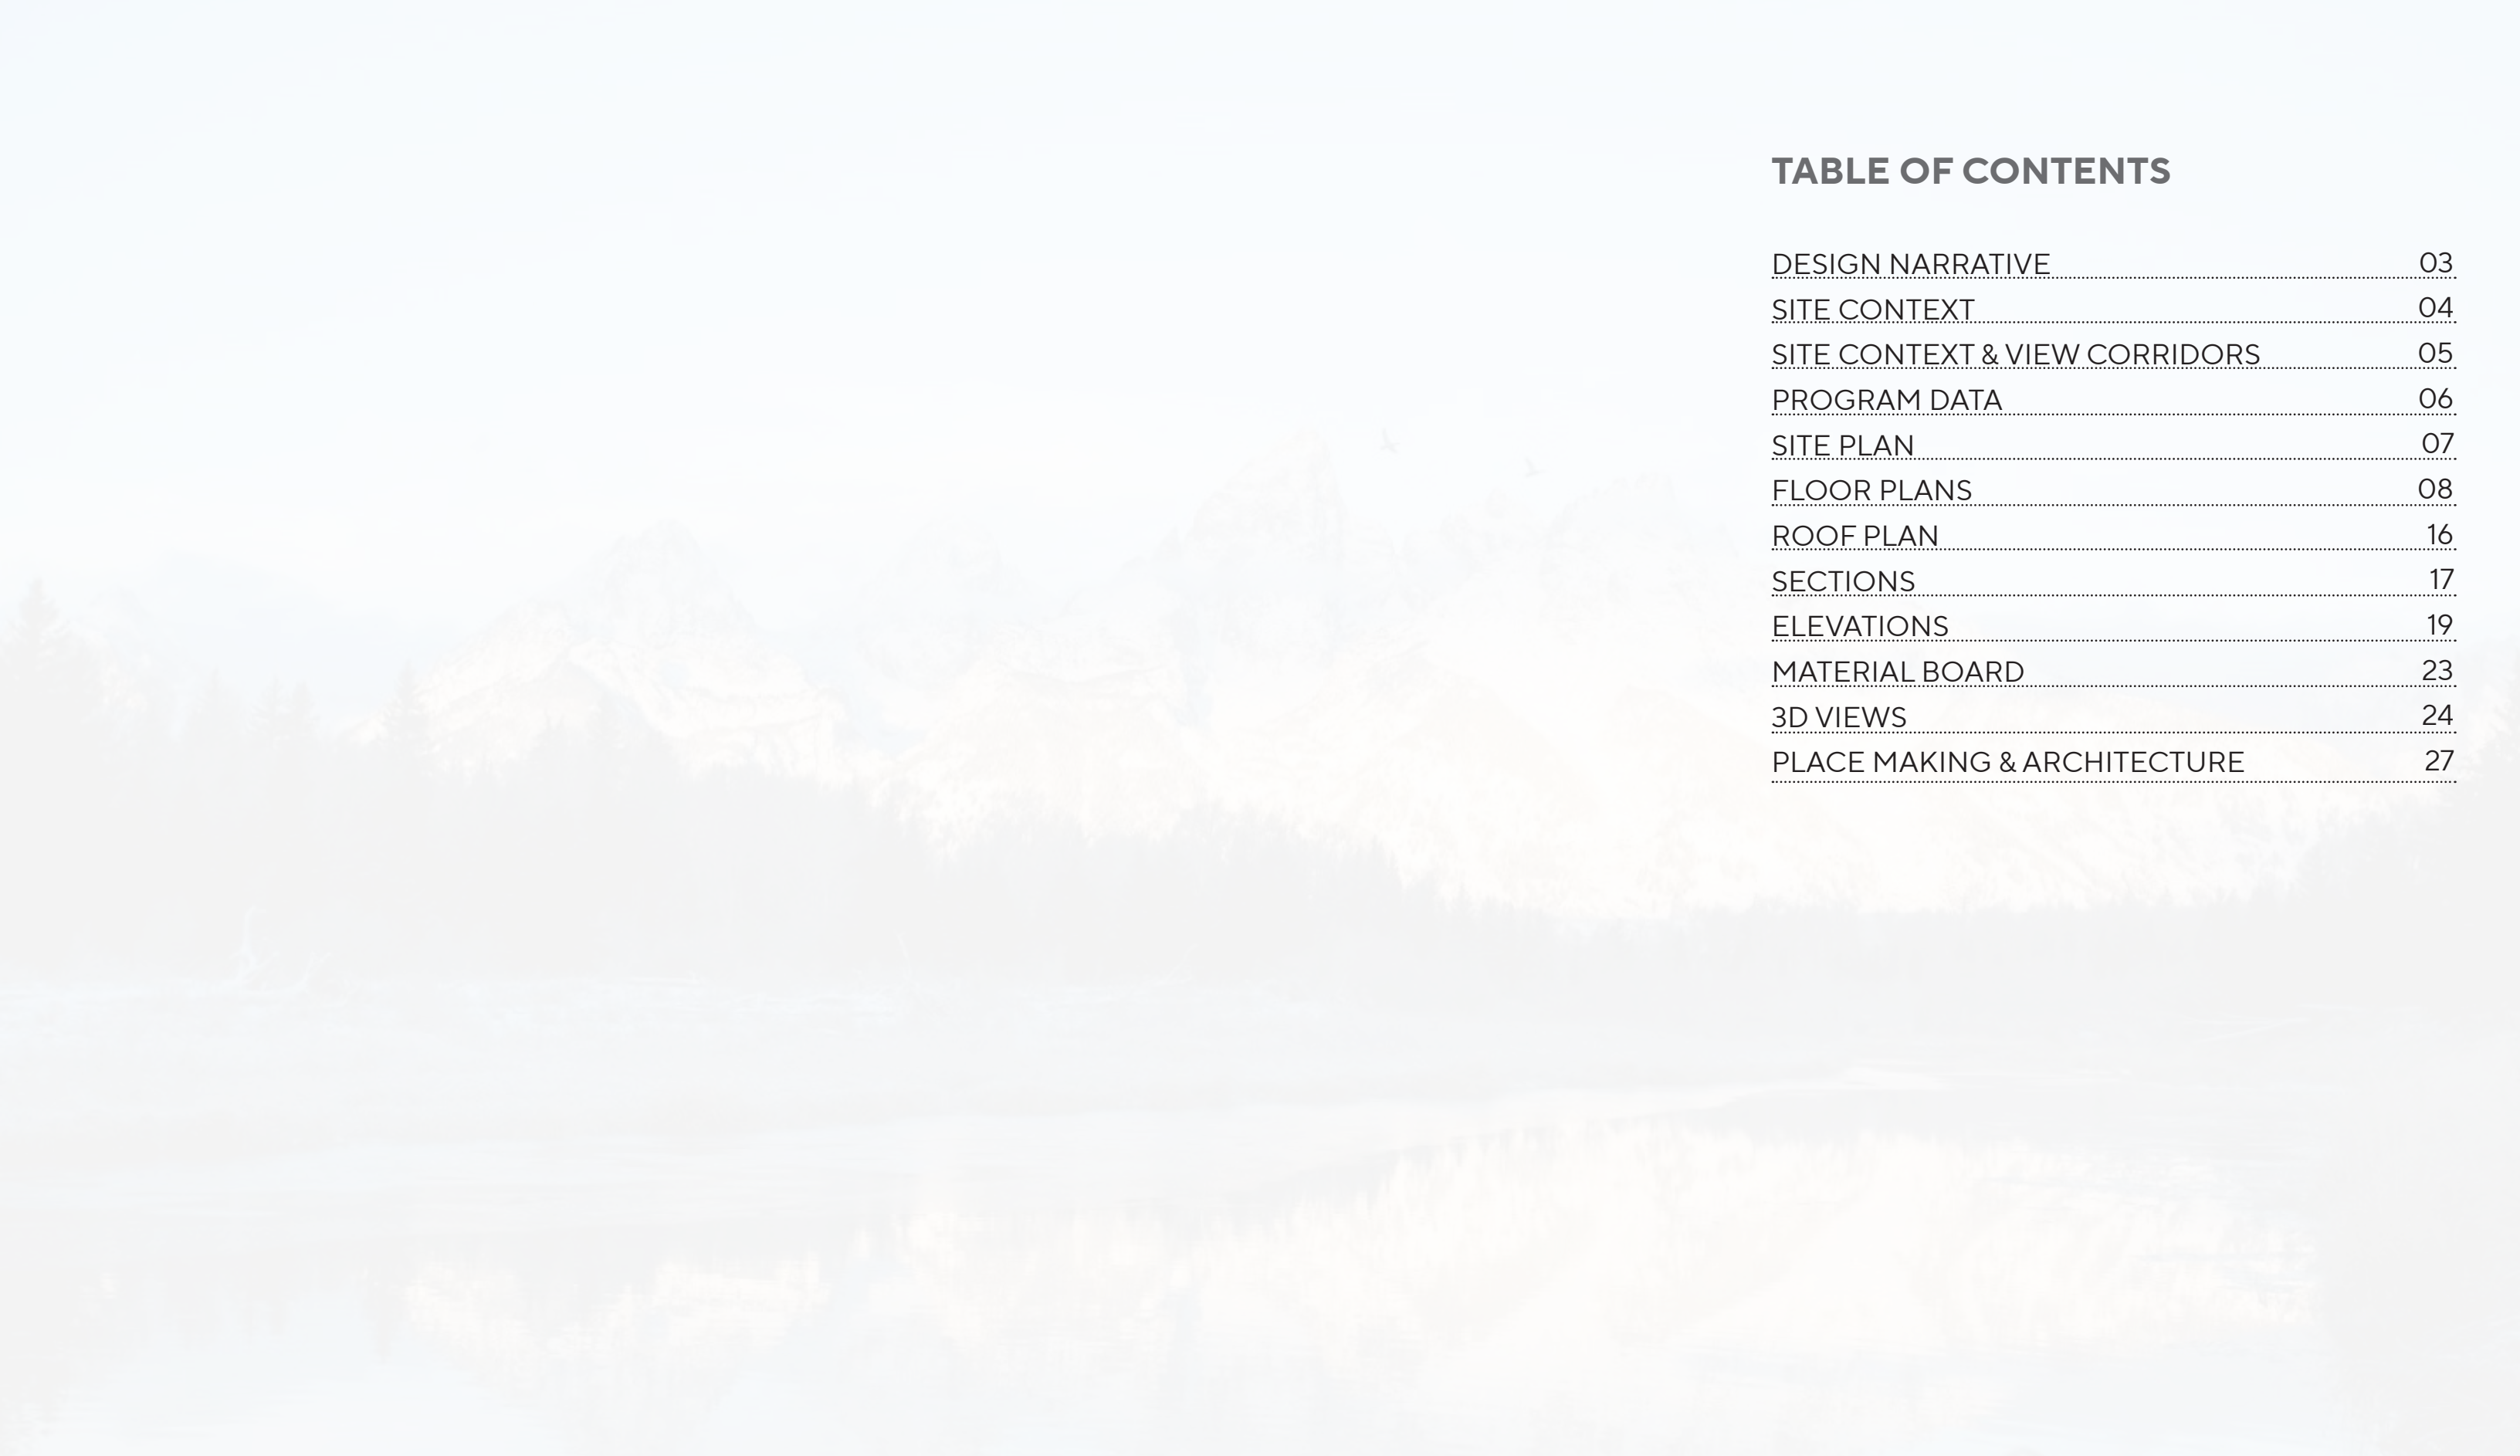 TABLE OF CONTENTS
DESIGN NARRATIVE 03
SITE CONTEXT 04
SITE CONTEXT & VIEW CORRIDORS 05
PROGRAM DATA 06
SITE PLAN 07
FLOOR PLANS 08
ROOF PLAN 16
SECTIONS 17
ELEVATIONS 19
MATERIAL BOARD 23
3D VIEWS 24
PLACE MAKING & ARCHITECTURE 27